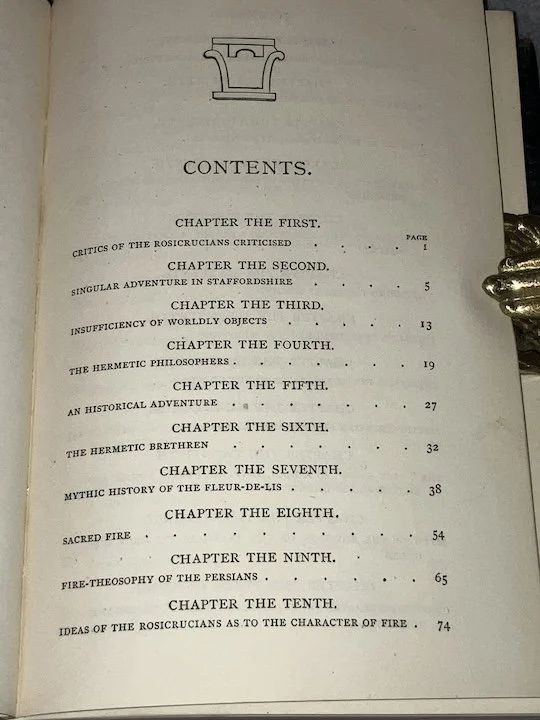 CONTENTS.
CHAPTER THE FIRST.
PAGE
CRITICS OF THE ROSICRUCIANS CRITICISED . . . . 1
CHAPTER THE SECOND.
SINGULAR ADVENTURE IN STAFFORDSHIRE . . . . 5
CHAPTER THE THIRD.
INSUFFICIENCY OF WORLDLY OBJECTS . . . . . 13
CHAPTER THE FOURTH.
THE HERMETIC PHILOSOPHERS . . . . . . 19
CHAPTER THE FIFTH.
AN HISTORICAL ADVENTURE . . . . . . . 27
CHAPTER THE SIXTH.
THE HERMETIC BRETHREN . . . . . . 32
CHAPTER THE SEVENTH.
MYTHIC HISTORY OF THE FLEUR-DE-LIS . . . . . 38
CHAPTER THE EIGHTH.
SACRED FIRE . . . . . . . . . . 54
CHAPTER THE NINTH.
FIRE-THEOSOPHY OF THE PERSIANS . . . . . . 65
CHAPTER THE TENTH.
IDEAS OF THE ROSICRUCIANS AS TO THE CHARACTER OF FIRE . 74